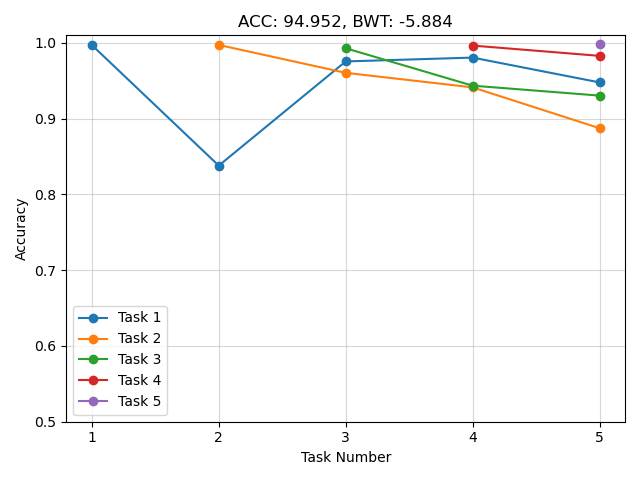 ACC: 94.952, BWT: -5.884
1.0
0.9
0.8
0.7
0.6
0.5
Accuracy
Task 1
Task 2
Task 3
Task 4
Task 5
1 2 3 4 5
Task Number